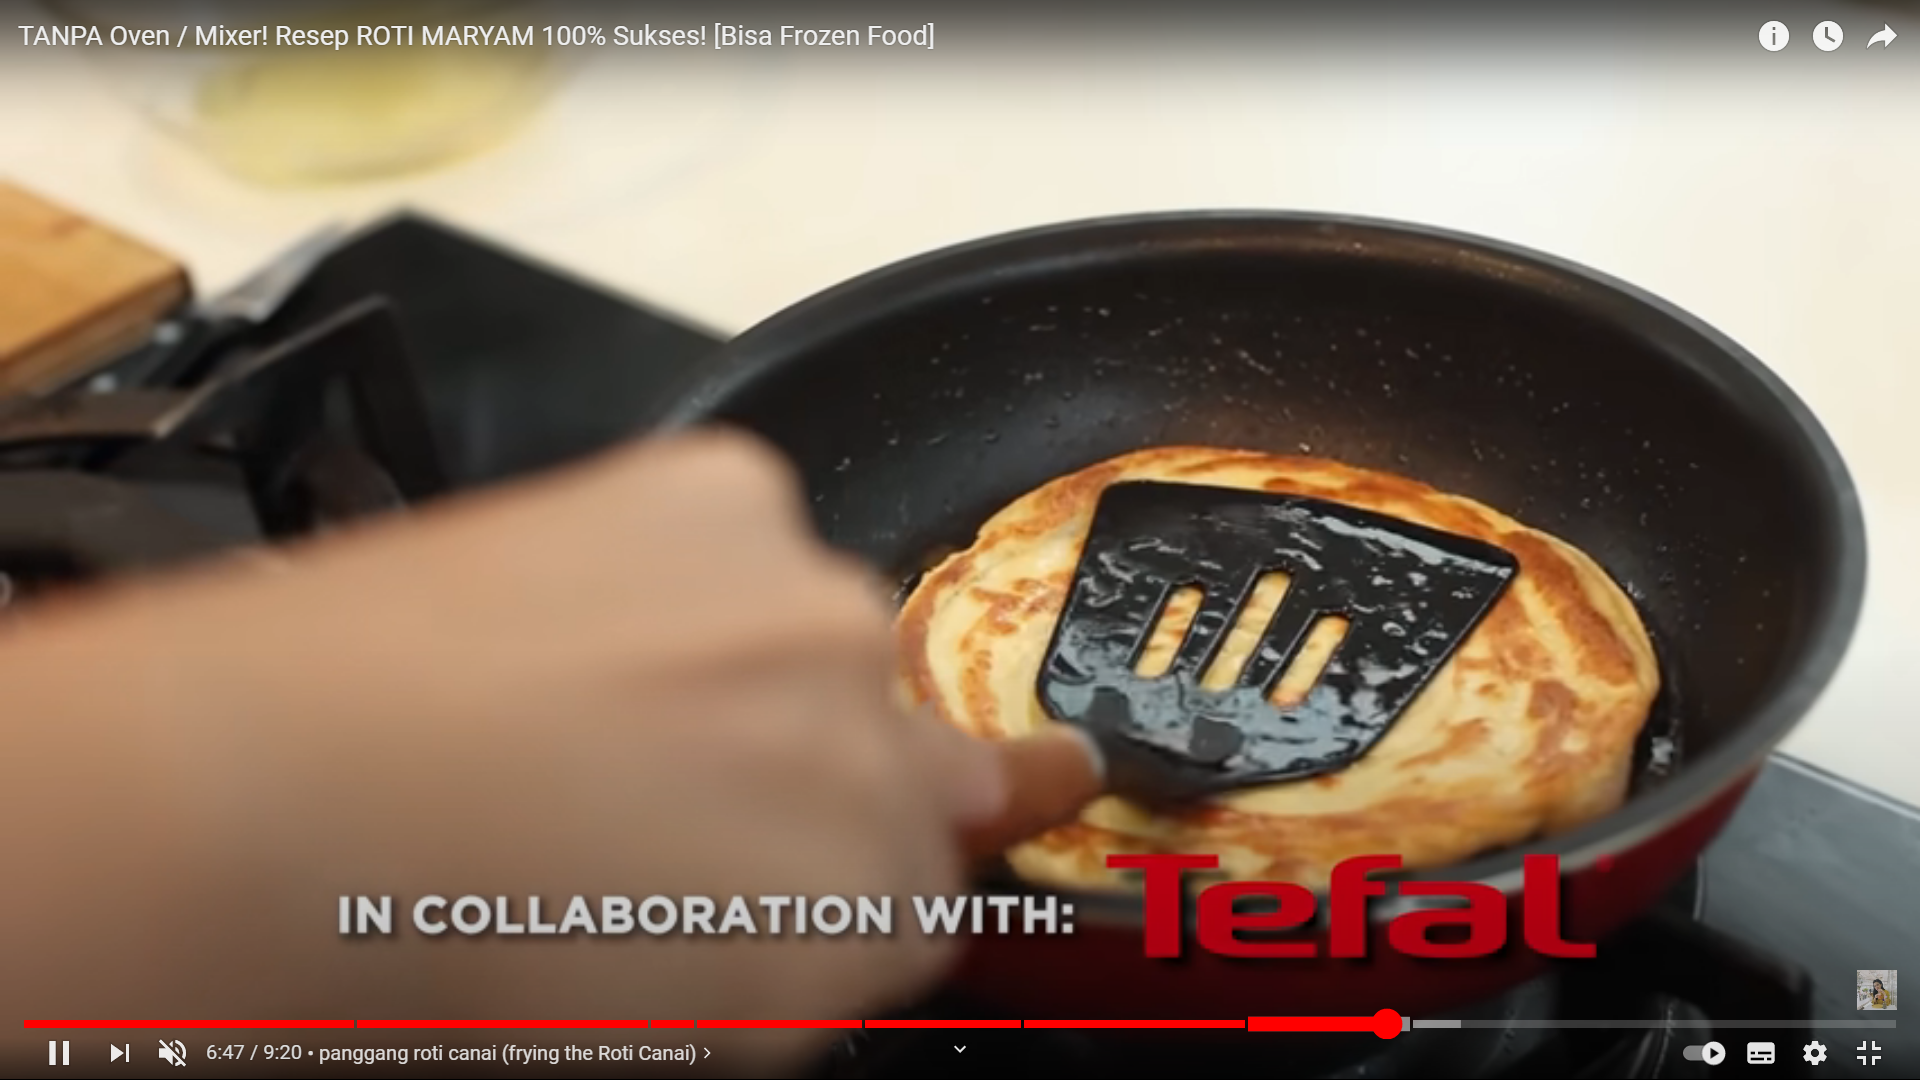 TANPA Oven / Mixer! Resep ROTI MARYAM 100% Sukses! [Bisa Frozen Food]
IN COLLABORATION WITH: Tefal
6:47 / 9:20 • panggang roti canai (frying the Roti Canai)